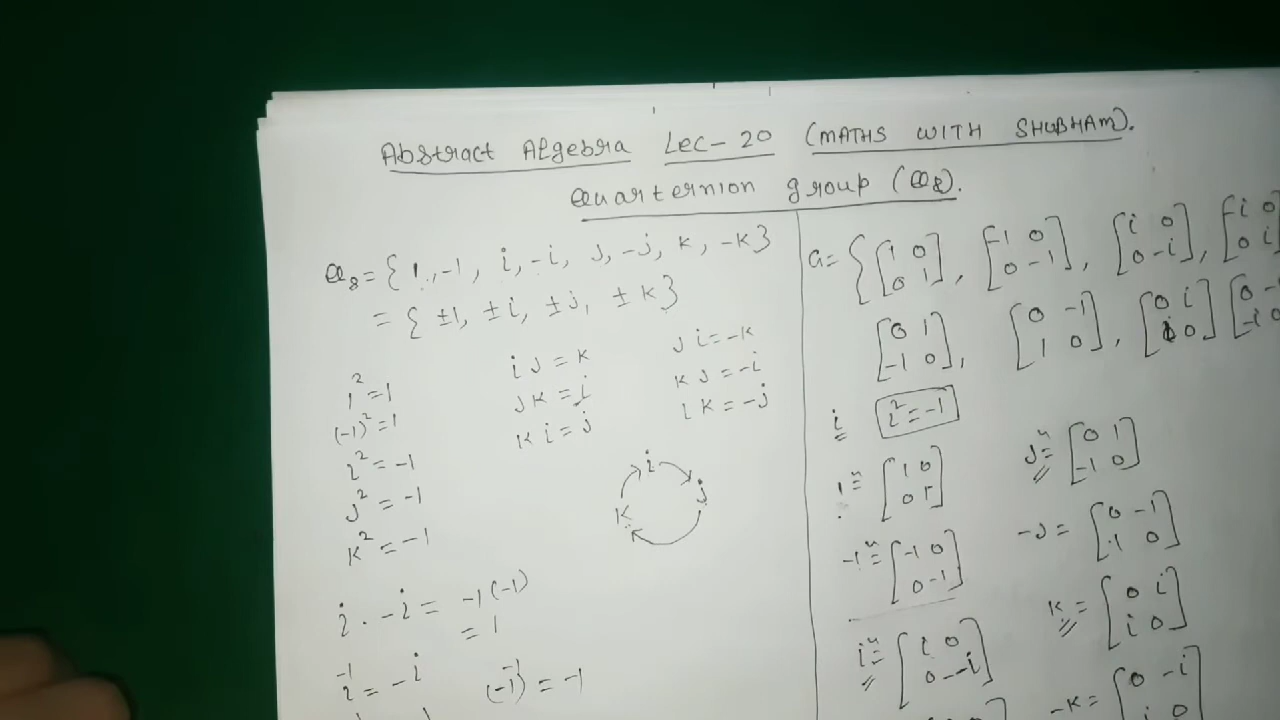 Abstract Algebra Lec-20 (MATHS WITH SHUBHAM).
Quarternion group (Q8).
Q8 = {1, -1, i, -i, j, -j, k, -k}
= {±1, ±i, ±j, ±k}
1² = 1
(-1)² = 1
i² = -1
j² = -1
k² = -1
ij = k
jk = i
ki = j
ji = -k
kj = -i
ik = -j
i
j
k
i . -i = -1(-1)
= 1
i⁻¹ = -i (-1)⁻¹ = -1
G = {[1 0; 0 1], [-1 0; 0 -1], [i 0; 0 -i], [-i 0; 0 i]
[0 1; -1 0], [0 -1; 1 0], [0 i; i 0] [0 -i; -i 0]
i i² = -1
1 = [1 0; 0 1]
-1 = [-1 0; 0 -1]
i = [i 0; 0 -i]
j = [0 1; -1 0]
-j = [0 -1; 1 0]
k = [0 i; i 0]
-k = [0 -i; -i 0]